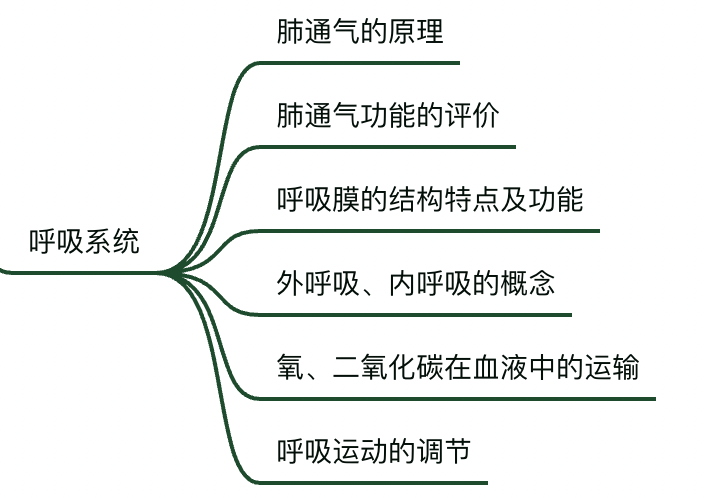 呼吸系统
肺通气的原理
肺通气功能的评价
呼吸膜的结构特点及功能
外呼吸、内呼吸的概念
氧、二氧化碳在血液中的运输
呼吸运动的调节